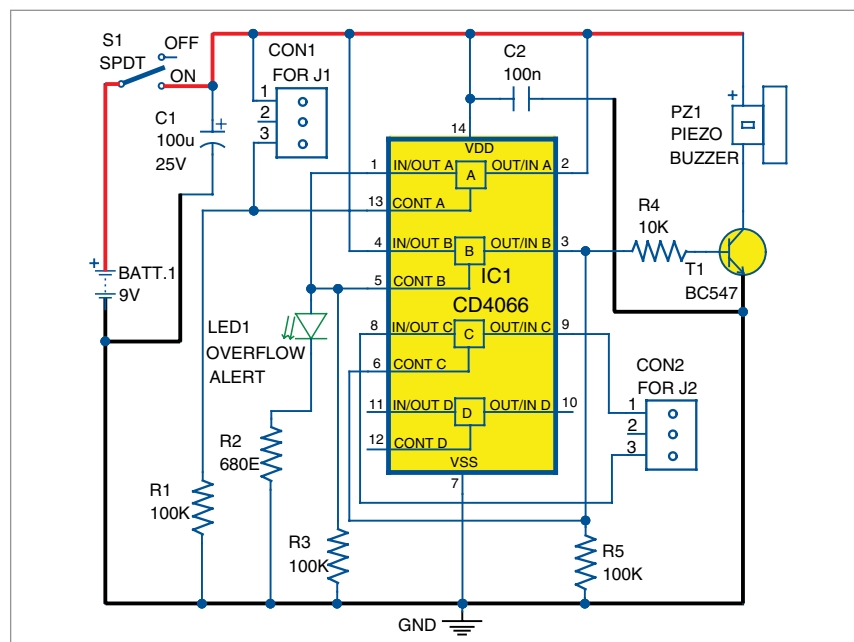 S1
SPDT
OFF
ON
CON1
FOR J1
1
2
3
C1
100u
25V
+
C2
100n
+
PZ1
PIEZO
BUZZER
14
VDD
1
IN/OUT A
OUT/IN A
2
A
13
CONT A
4
IN/OUT B
OUT/IN B
3
B
5
CONT B
IC1
CD4066
8
IN/OUT C
OUT/IN C
9
C
6
CONT C
11
IN/OUT D
OUT/IN D
10
D
12
CONT D
VSS
7
R4
10K
T1
BC547
+
BATT.1
9V
LED1
OVERFLOW
ALERT
CON2
FOR J2
1
2
3
R2
680E
R1
100K
R3
100K
R5
100K
GND